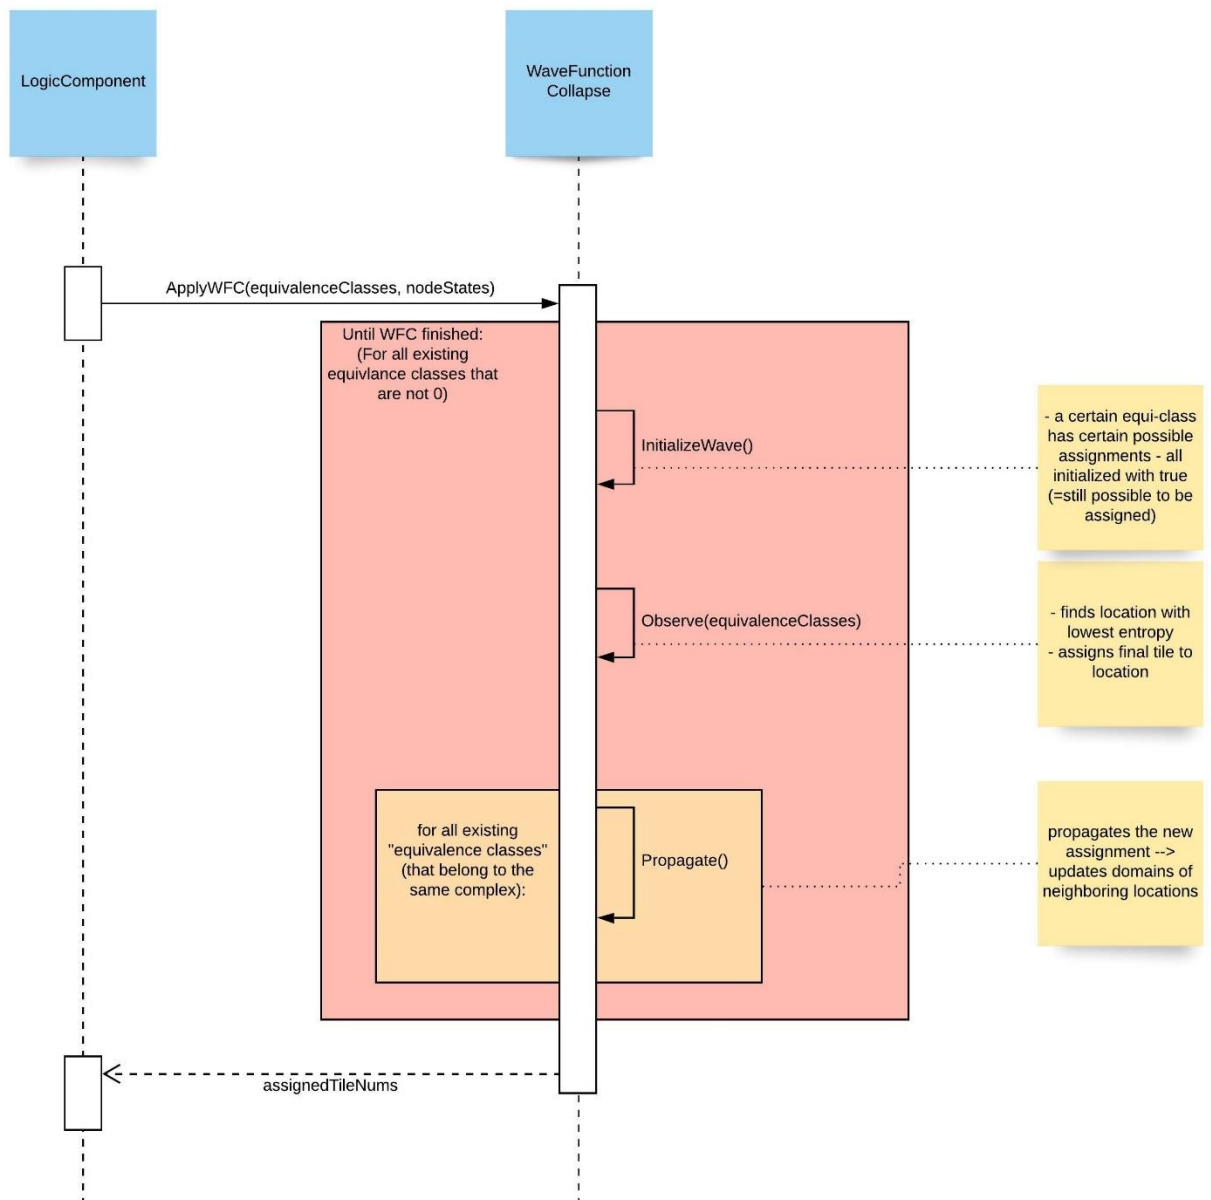 LogicComponent
WaveFunction
Collapse
ApplyWFC(equivalenceClasses, nodeStates)
Until WFC finished:
(For all existing
equivlance classes that
are not 0)
InitializeWave()
- a certain equi-class
has certain possible
assignments - all
initialized with true
(=still possible to be
assigned)
Observe(equivalenceClasses)
- finds location with
lowest entropy
- assigns final tile to
location
for all existing
"equivalence classes"
(that belong to the
same complex):
Propagate()
propagates the new
assignment -->
updates domains of
neighboring locations
assignedTileNums